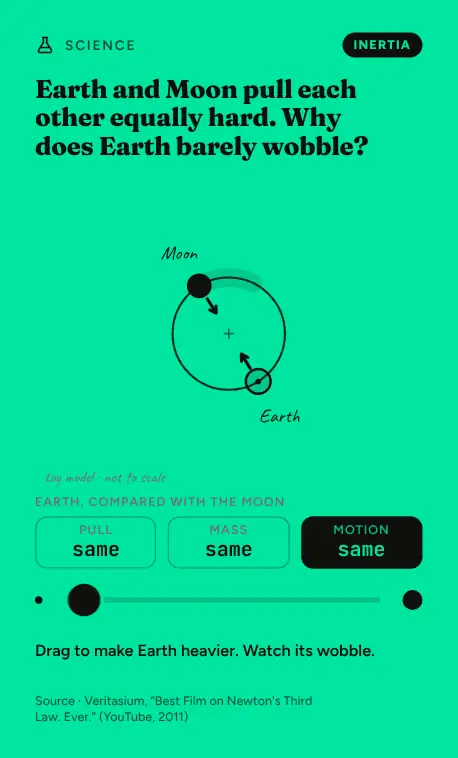 SCIENCE
INERTIA
Earth and Moon pull each
other equally hard. Why
does Earth barely wobble?
Moon
Earth
Log model · not to scale
EARTH, COMPARED WITH THE MOON
PULL
same
MASS
same
MOTION
same
Drag to make Earth heavier. Watch its wobble.
Source · Veritasium, "Best Film on Newton's Third
Law. Ever." (YouTube, 2011)